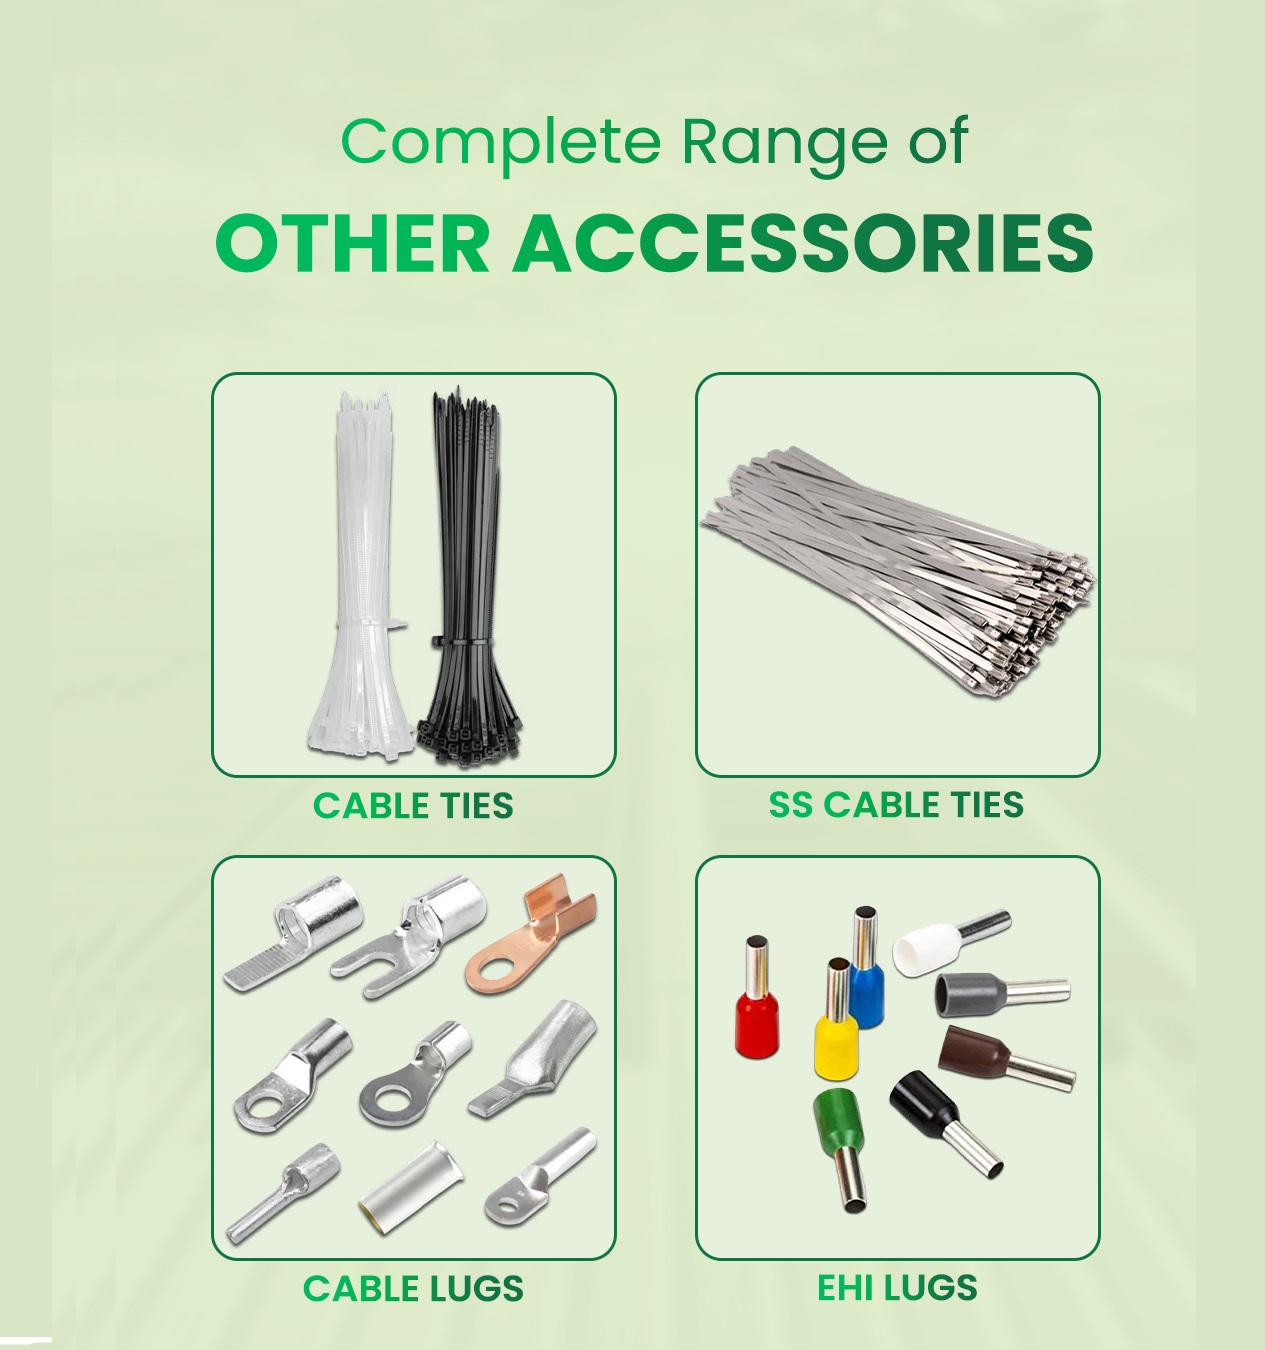 Complete Range of
OTHER ACCESSORIES
CABLE TIES
SS CABLE TIES
CABLE LUGS
EHI LUGS